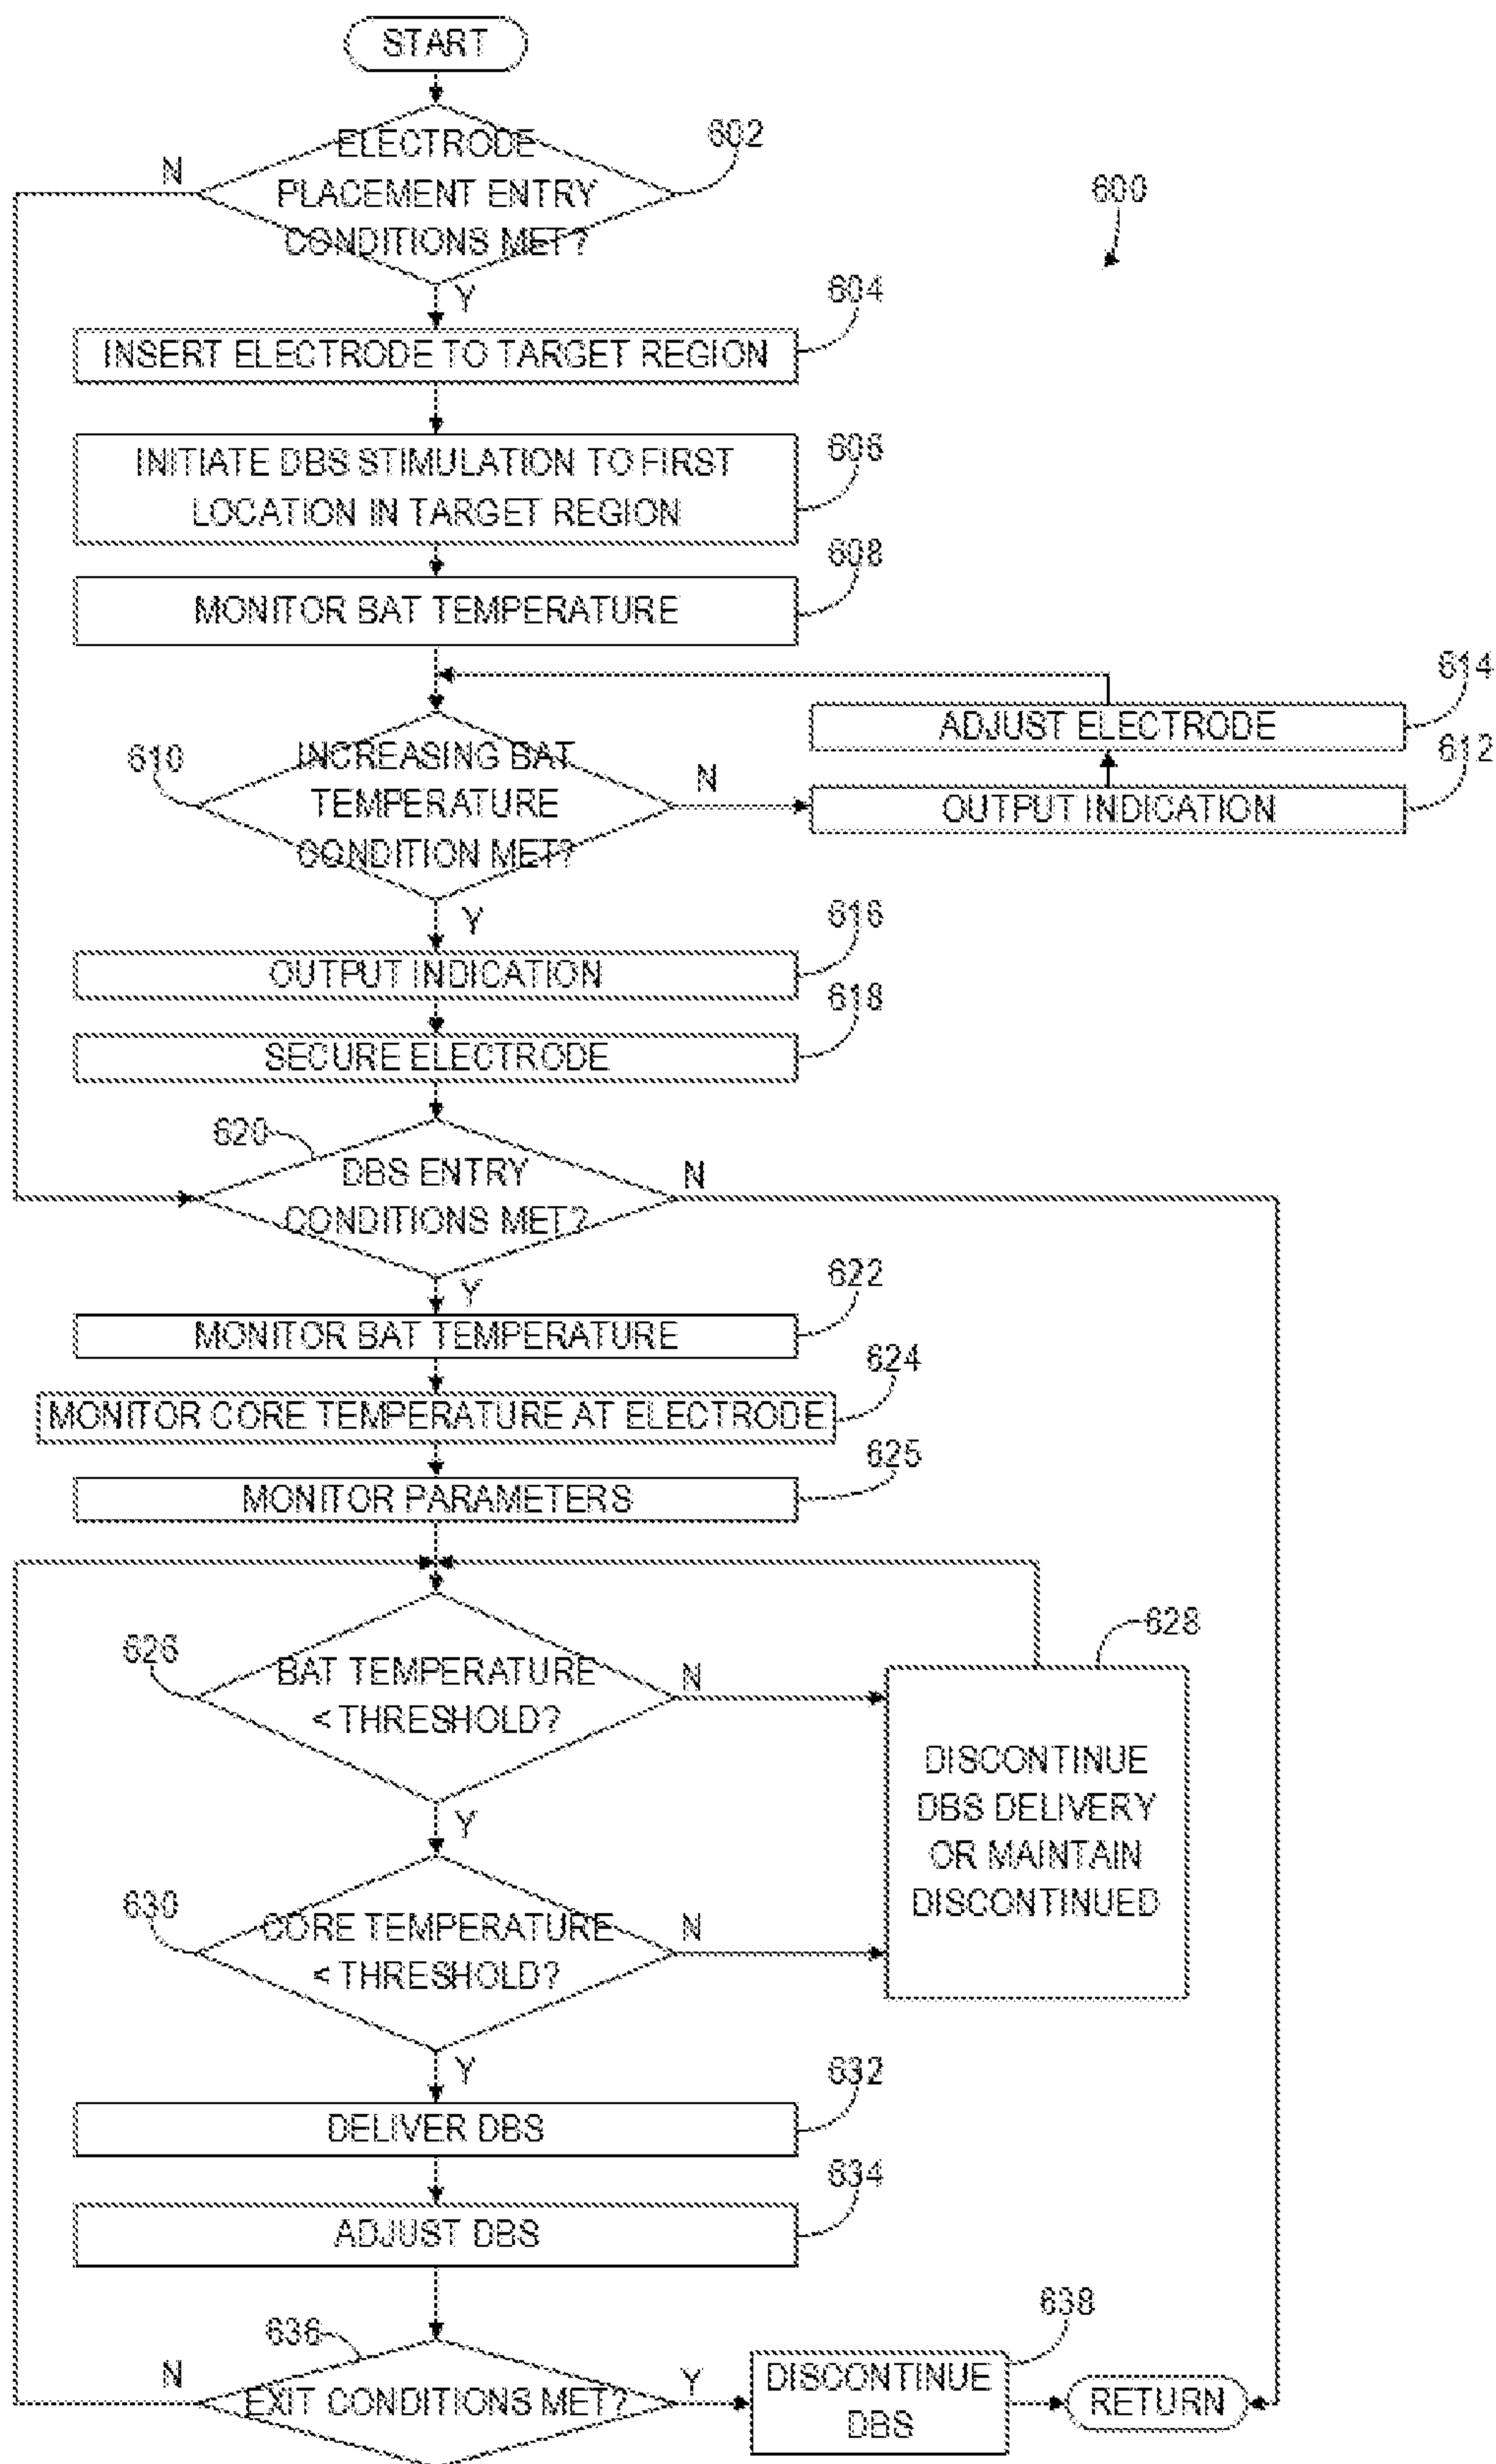 START
ELECTRODE
PLACEMENT ENTRY
CONDITIONS MET?
602
N
600
Y
604
INSERT ELECTRODE TO TARGET REGION
606
INITIATE DBS STIMULATION TO FIRST
LOCATION IN TARGET REGION
608
MONITOR BAT TEMPERATURE
614
ADJUST ELECTRODE
610
INCREASING BAT
TEMPERATURE
CONDITION MET?
N
612
OUTPUT INDICATION
Y
616
OUTPUT INDICATION
618
SECURE ELECTRODE
620
DBS ENTRY
CONDITIONS MET?
N
Y
622
MONITOR BAT TEMPERATURE
624
MONITOR CORE TEMPERATURE AT ELECTRODE
625
MONITOR PARAMETERS
626
BAT TEMPERATURE
< THRESHOLD?
N
628
DISCONTINUE
DBS DELIVERY
OR MAINTAIN
DISCONTINUED
Y
630
CORE TEMPERATURE
< THRESHOLD?
N
Y
632
DELIVER DBS
634
ADJUST DBS
636
EXIT CONDITIONS MET?
N
Y
638
DISCONTINUE
DBS
RETURN